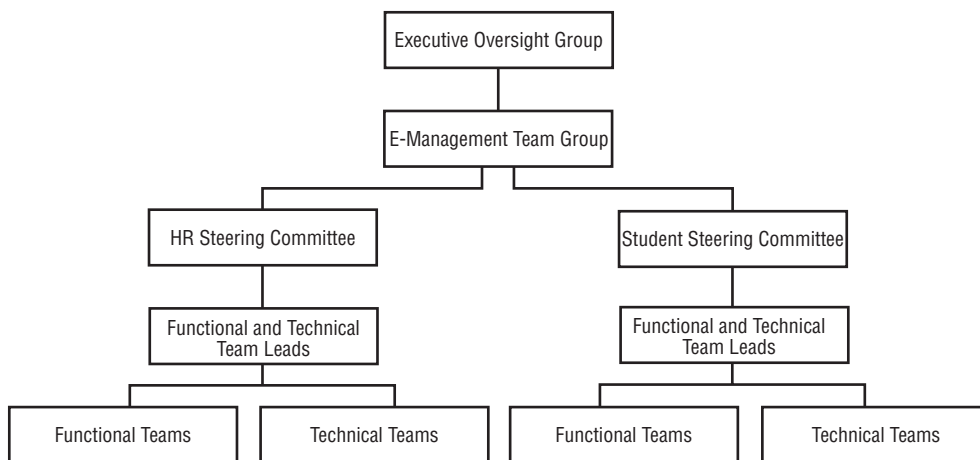 Executive Oversight Group
E-Management Team Group
HR Steering Committee
Student Steering Committee
Functional and Technical
Team Leads
Functional and Technical
Team Leads
Functional Teams
Technical Teams
Functional Teams
Technical Teams